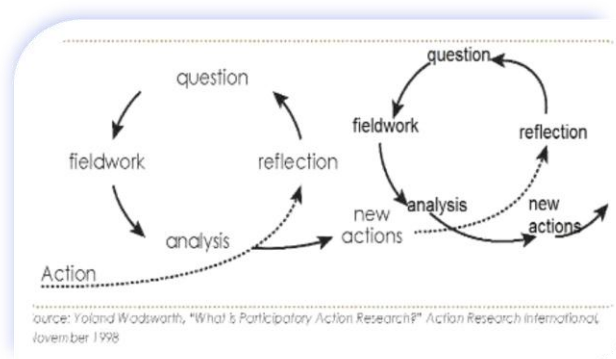 question
fieldwork
reflection
analysis
Action
new
actions
question
fieldwork
reflection
analysis
new
actions
ource: Yoland Wadsworth, "What is Participatory Action Research?" Action Research International,
lovember 1998